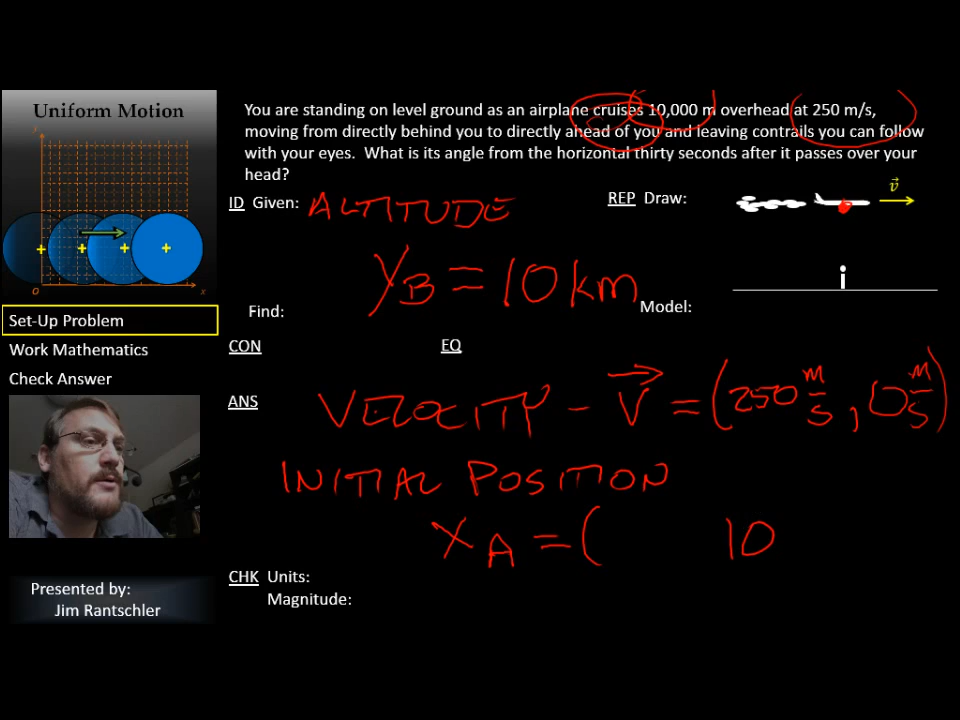 Uniform Motion
y
O
x
Set-Up Problem
Work Mathematics
Check Answer
Presented by:
Jim Rantschler
You are standing on level ground as an airplane cruises 10,000 m overhead at 250 m/s,
moving from directly behind you to directly ahead of you and leaving contrails you can follow
with your eyes. What is its angle from the horizontal thirty seconds after it passes over your
head?
ID Given: ALTITUDE
REP Draw:
v⃗
y_B = 10 km
Find:
Model:
CON
EQ
ANS
VELOCITY - V⃗ = (250 m/s, 0 m/s)
INITIAL POSITION
X_A = ( 10
CHK Units:
Magnitude: